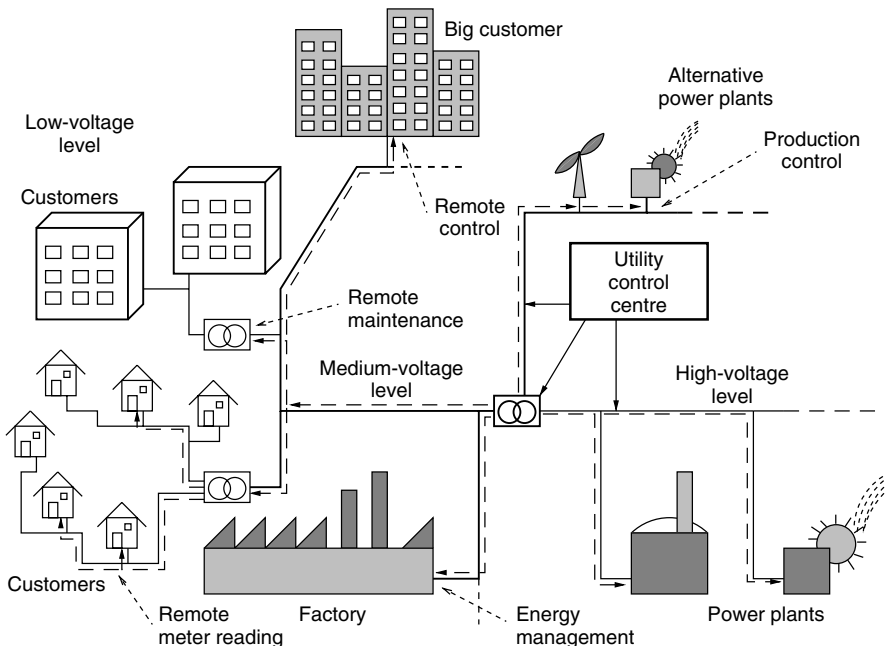 Big customer
Alternative
power plants
Low-voltage
level
Production
control
Customers
Remote
control
Utility
control
centre
Remote
maintenance
Medium-voltage
level
High-voltage
level
Customers
Remote
meter reading
Factory
Energy
management
Power plants